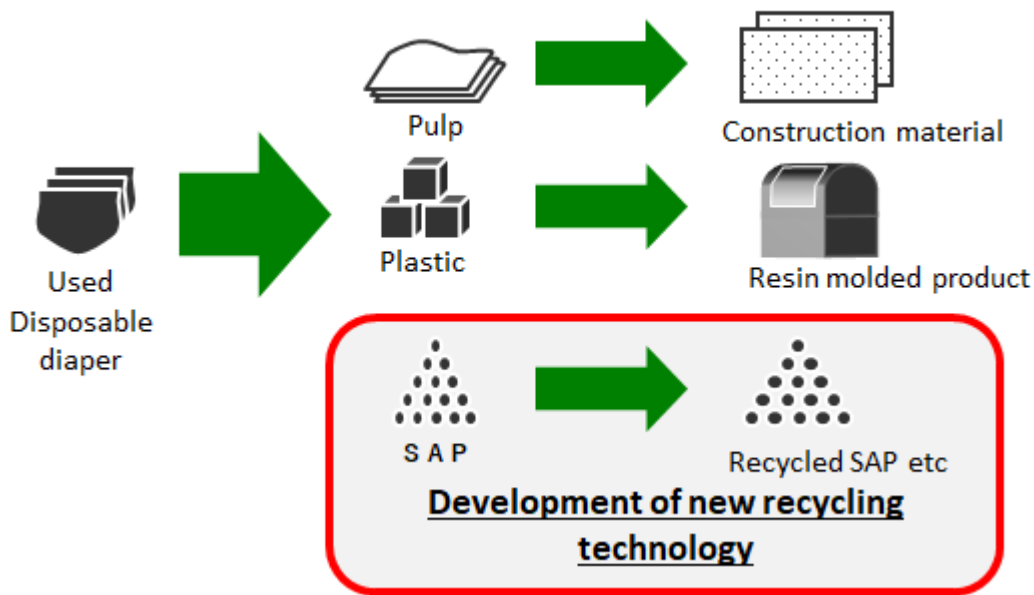 Pulp
Construction material
Used
Disposable
diaper
Plastic
Resin molded product
S A P
Recycled SAP etc
Development of new recycling
technology